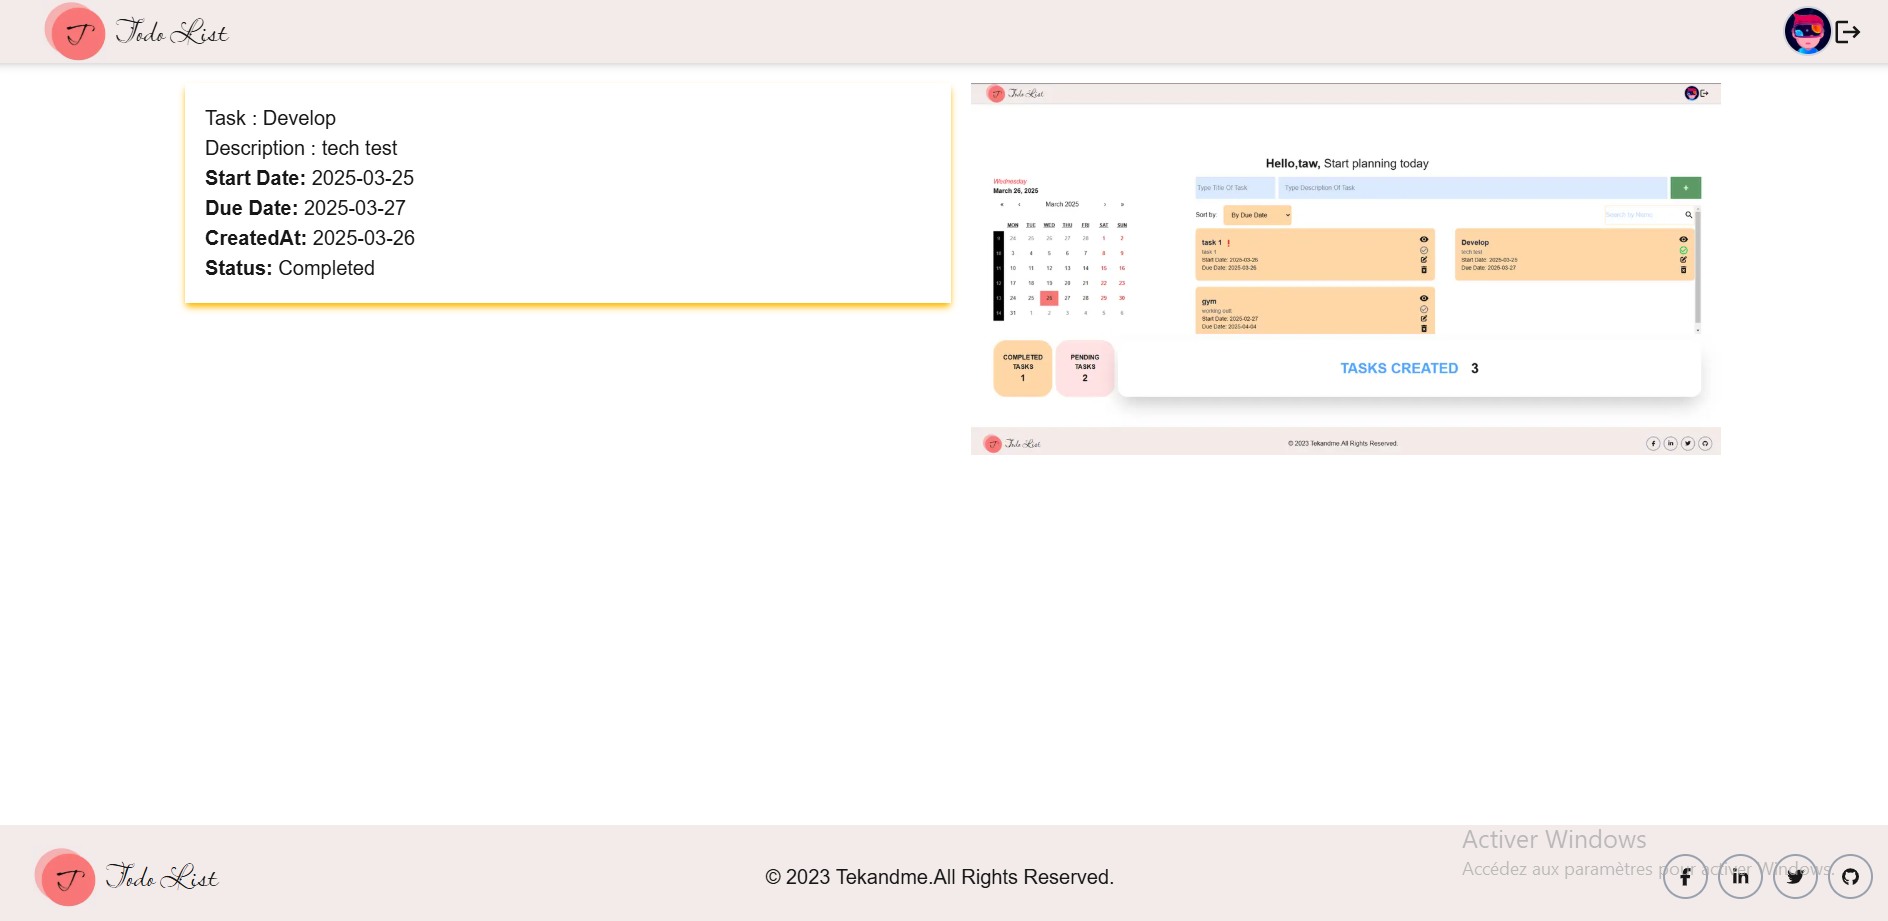 T Todo List
Task : Develop
Description : tech test
Start Date: 2025-03-25
Due Date: 2025-03-27
CreatedAt: 2025-03-26
Status: Completed
T Todo List
Hello,taw, Start planning today
Wednesday
March 26, 2025
« ‹ March 2025 › »
MON TUE WED THU FRI SAT SUN
9 24 25 26 27 28 1 2
10 3 4 5 6 7 8 9
11 10 11 12 13 14 15 16
12 17 18 19 20 21 22 23
13 24 25 26 27 28 29 30
14 31 1 2 3 4 5 6
Type Title Of Task
Type Description Of Task
+
Sort by:
By Due Date
Search by Name
task 1 ❗
task 1
Start Date: 2025-03-26
Due Date: 2025-03-26
Develop
tech test
Start Date: 2025-03-25
Due Date: 2025-03-27
gym
working out!
Start Date: 2025-02-27
Due Date: 2025-04-04
COMPLETED
TASKS
1
PENDING
TASKS
2
TASKS CREATED 3
T Todo List
© 2023 Tekandme.All Rights Reserved.
T Todo List
© 2023 Tekandme.All Rights Reserved.
Activer Windows
Accédez aux paramètres pour activer Windows.